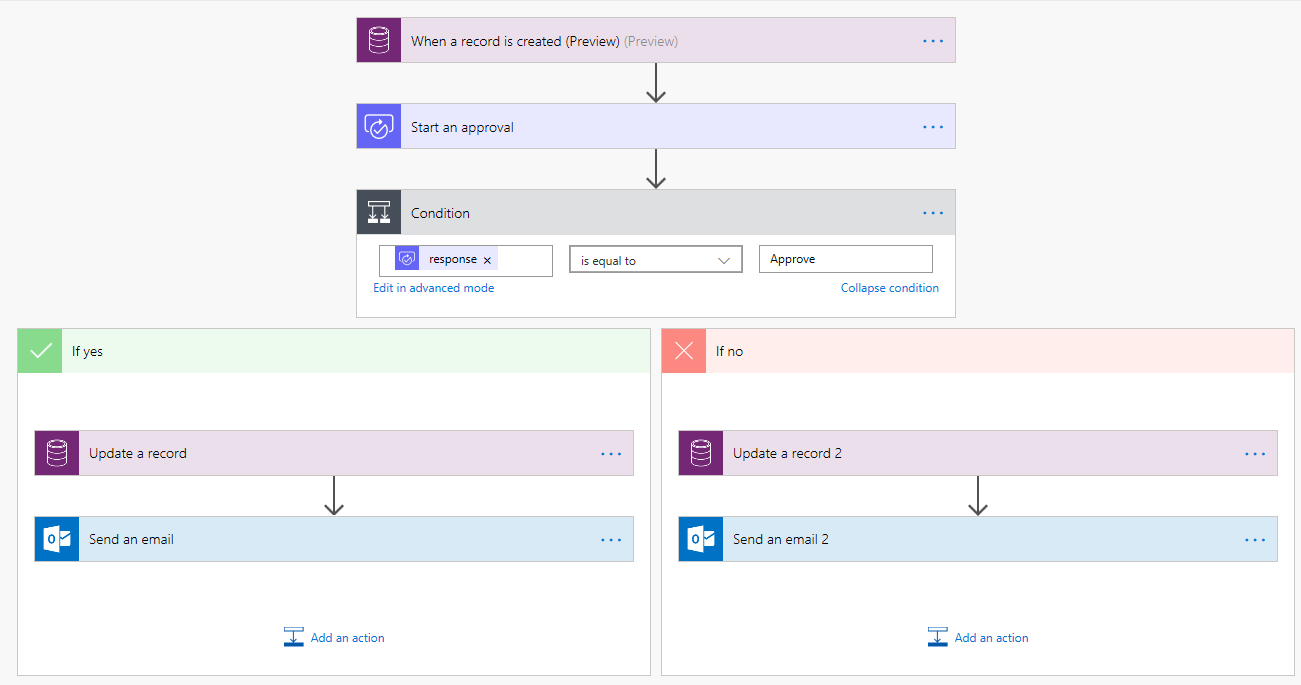 When a record is created (Preview) (Preview)
Start an approval
Condition
response × is equal to Approve
Edit in advanced mode Collapse condition
If yes
Update a record
Send an email
Add an action
If no
Update a record 2
Send an email 2
Add an action